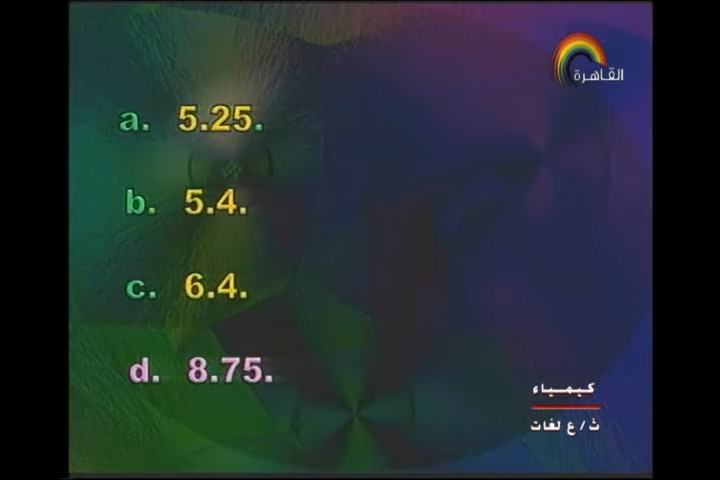 القاهرة
a. 5.25.
b. 5.4.
c. 6.4.
d. 8.75.
كيمياء
ث/ع لغات